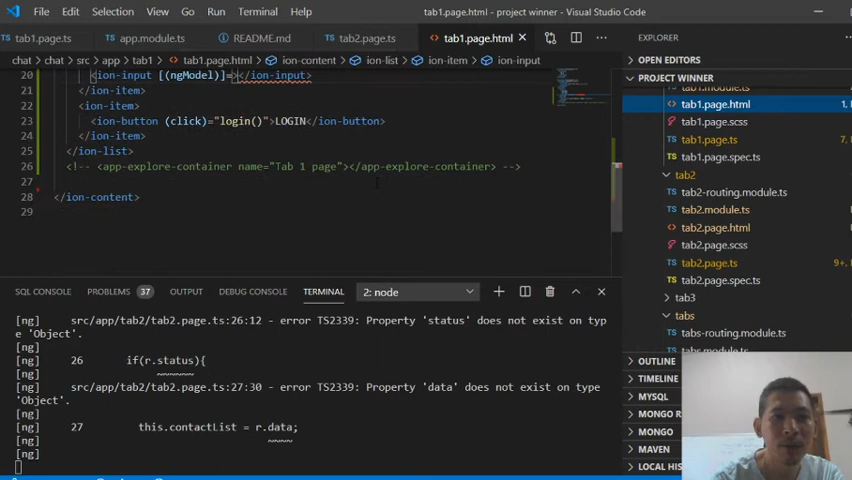 File Edit Selection View Go Run Terminal Help tab1.page.html - project winner - Visual Studio Code
tab1.page.ts app.module.ts README.md tab2.page.ts tab1.page.html
EXPLORER
chat > chat > src > app > tab1 > tab1.page.html > ion-content > ion-list > ion-item > ion-input
20 <ion-input [(ngModel)]=></ion-input>
21 </ion-item>
22 <ion-item>
23 <ion-button (click)="login()">LOGIN</ion-button>
24 </ion-item>
25 </ion-list>
26 <!-- <app-explore-container name="Tab 1 page"></app-explore-container> -->
27
28 </ion-content>
29
OPEN EDITORS
PROJECT WINNER
tab1.module.ts
tab1.page.html 1,
tab1.page.scss
tab1.page.ts 1
tab1.page.spec.ts
tab2
tab2-routing.module.ts
tab2.module.ts
tab2.page.html
tab2.page.scss
tab2.page.ts 9+,
tab2.page.spec.ts
tab3
tabs
tabs-routing.module.ts
tabs.module.ts
OUTLINE
TIMELINE
MYSQL
MONGO R
MONGO
MAVEN
LOCAL HIS
SQL CONSOLE PROBLEMS 37 OUTPUT DEBUG CONSOLE TERMINAL 2: node
[ng] src/app/tab2/tab2.page.ts:26:12 - error TS2339: Property 'status' does not exist on typ
e 'Object'.
[ng]
[ng] 26 if(r.status){
[ng] ~~~~~~
[ng] src/app/tab2/tab2.page.ts:27:30 - error TS2339: Property 'data' does not exist on type
'Object'.
[ng]
[ng] 27 this.contactList = r.data;
[ng] ~~~~
[ng]